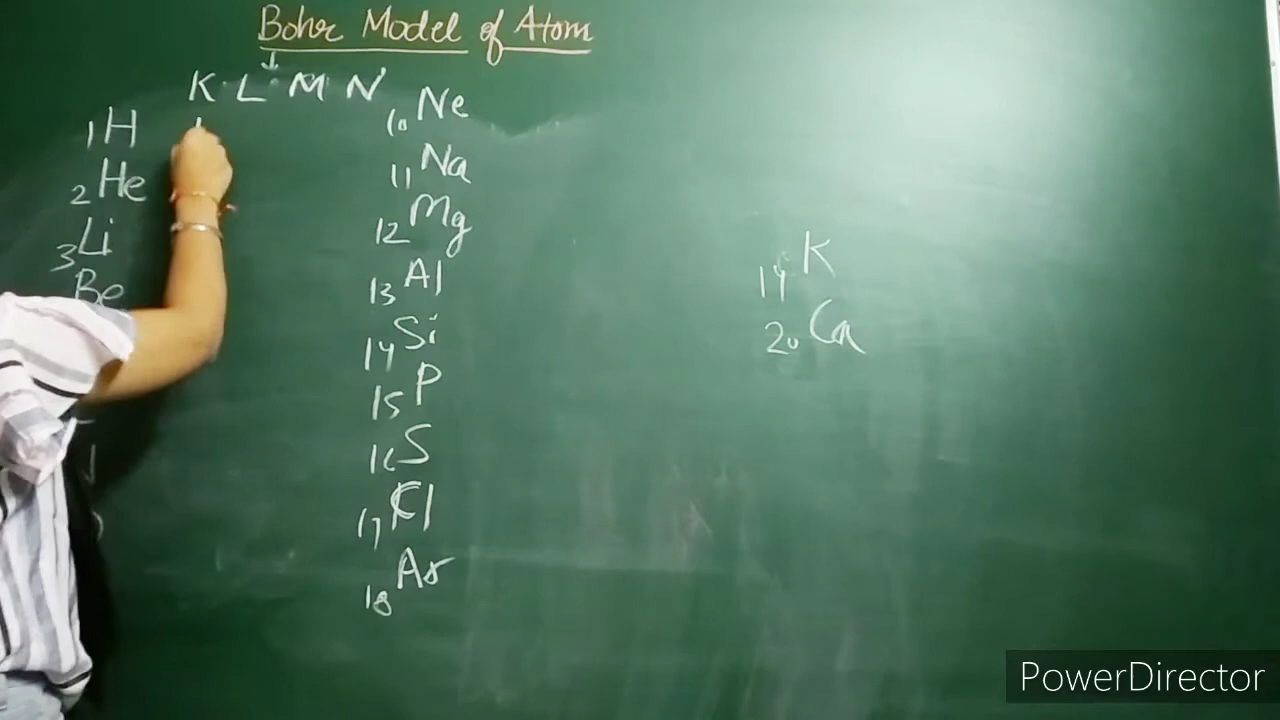 Bohr Model of Atom
K L M N
1 H
2 He
3 Li
Be
10 Ne
11 Na
12 Mg
13 Al
14 Si
15 P
16 S
17 Cl
18 Ar
19 K
20 Ca
PowerDirector